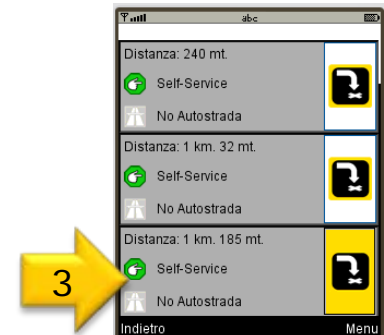 abc
Distanza: 240 mt.
Self-Service
No Autostrada
Distanza: 1 km. 32 mt.
Self-Service
No Autostrada
Distanza: 1 km. 185 mt.
3
Self-Service
No Autostrada
Indietro Menu